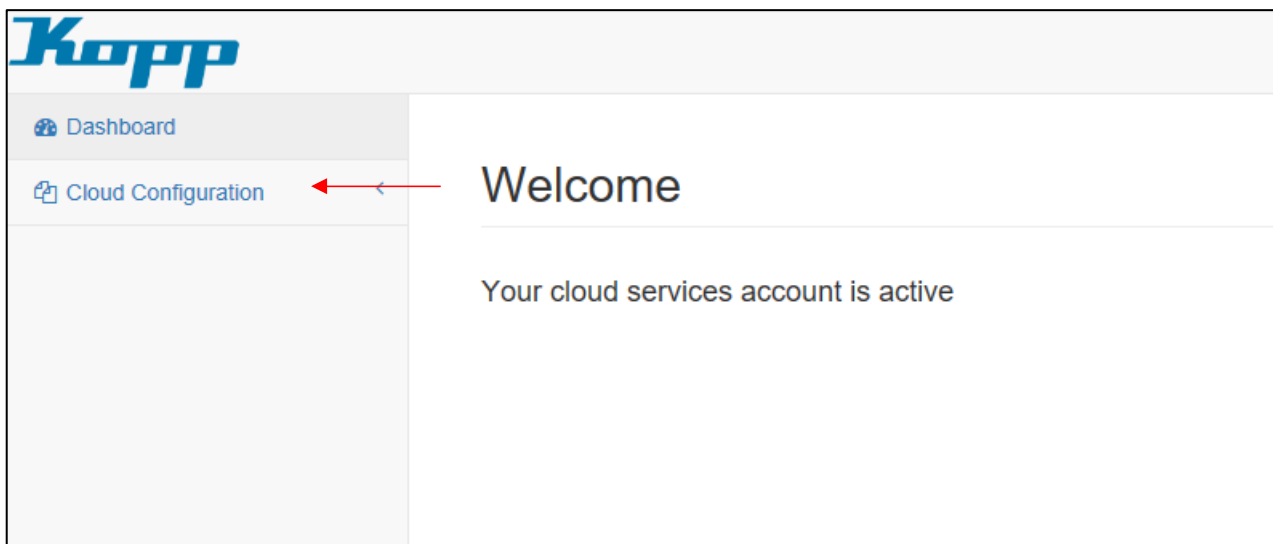 Kopp
Dashboard
Cloud Configuration
Welcome
Your cloud services account is active